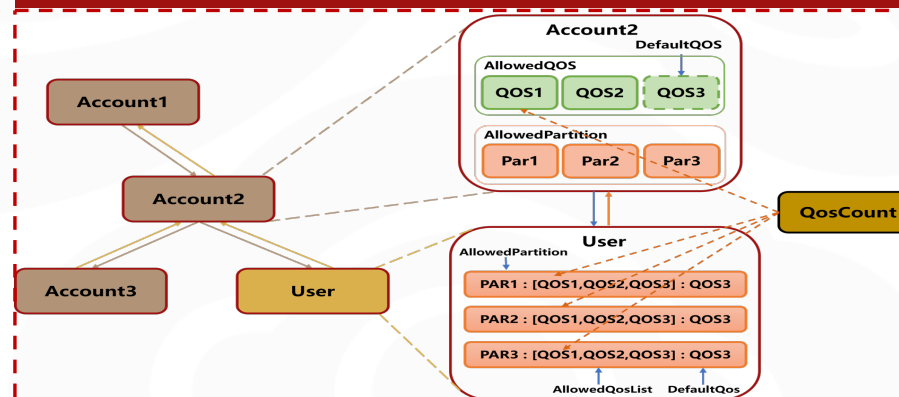 Account2
DefaultQOS
AllowedQOS
QOS1 QOS2 QOS3
AllowedPartition
Par1 Par2 Par3
Account1
Account2
Account3
User
QosCount
User
AllowedPartition
PAR1 : [QOS1,QOS2,QOS3] : QOS3
PAR2 : [QOS1,QOS2,QOS3] : QOS3
PAR3 : [QOS1,QOS2,QOS3] : QOS3
AllowedQosList DefaultQos